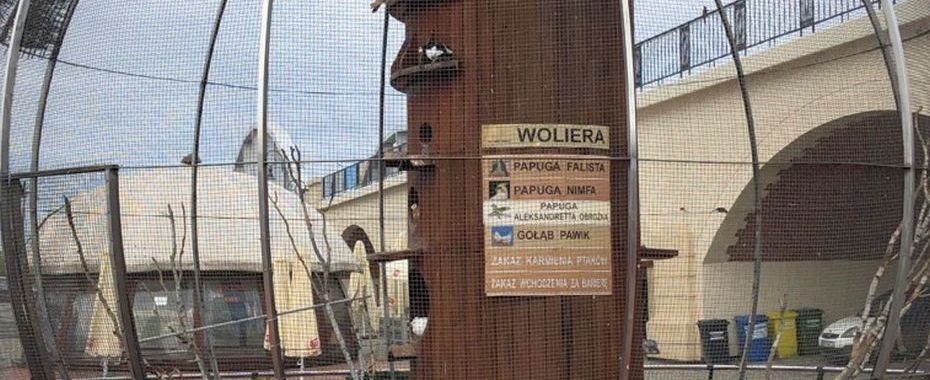 WOLIERA
PAPUGA FALISTA
PAPUGA NIMFA
PAPUGA
ALEKSANDRETTA OBROŻNA
GOŁĄB PAWIK
ZAKAZ KARMIENIA PTAKÓW
ZAKAZ WCHODZENIA ZA BARIERĘ